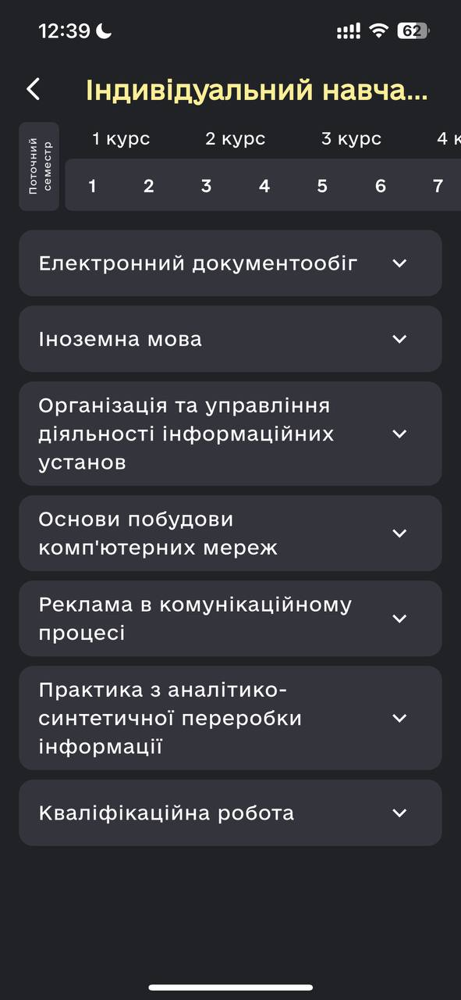 12:39
62
Індивідуальний навча...
Поточний
семестр
1 курс 2 курс 3 курс 4 к
1 2 3 4 5 6 7
Електронний документообіг
Іноземна мова
Організація та управління
діяльності інформаційних
установ
Основи побудови
комп'ютерних мереж
Реклама в комунікаційному
процесі
Практика з аналітико-
синтетичної переробки
інформації
Кваліфікаційна робота